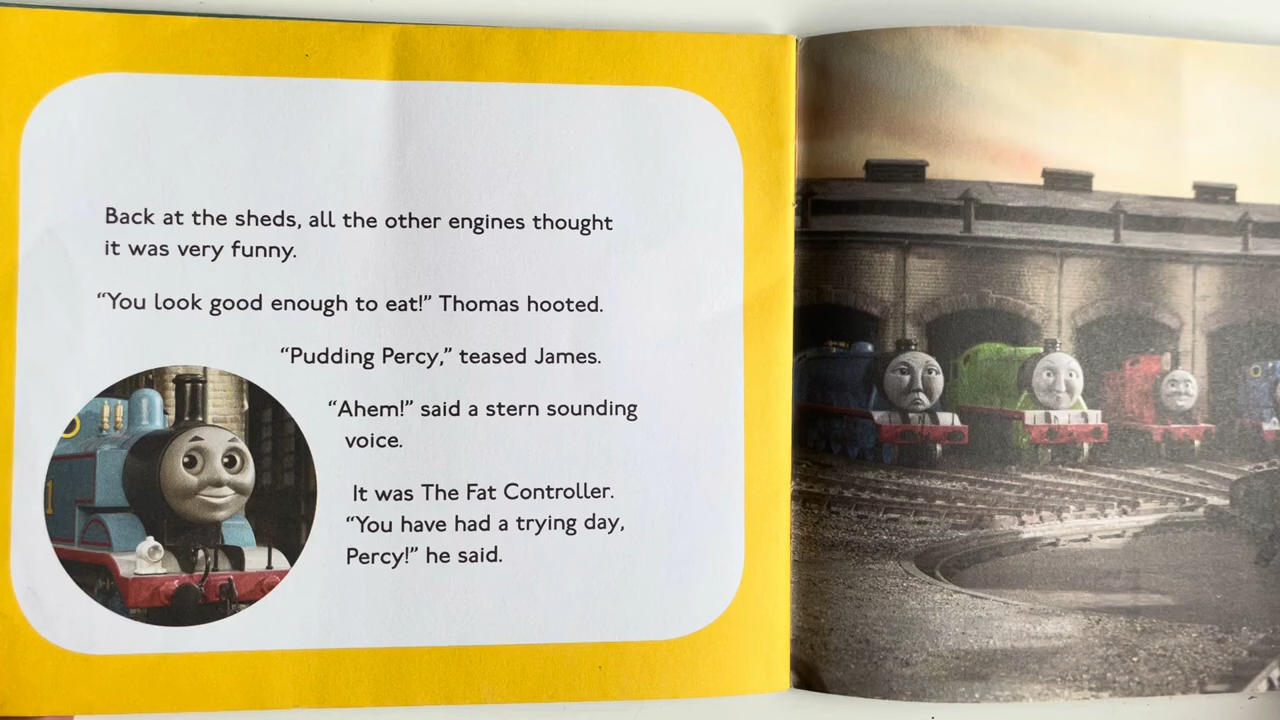 Back at the sheds, all the other engines thought
it was very funny.
“You look good enough to eat!” Thomas hooted.
“Pudding Percy,” teased James.
“Ahem!” said a stern sounding
voice.
It was The Fat Controller.
“You have had a trying day,
Percy!” he said.
1